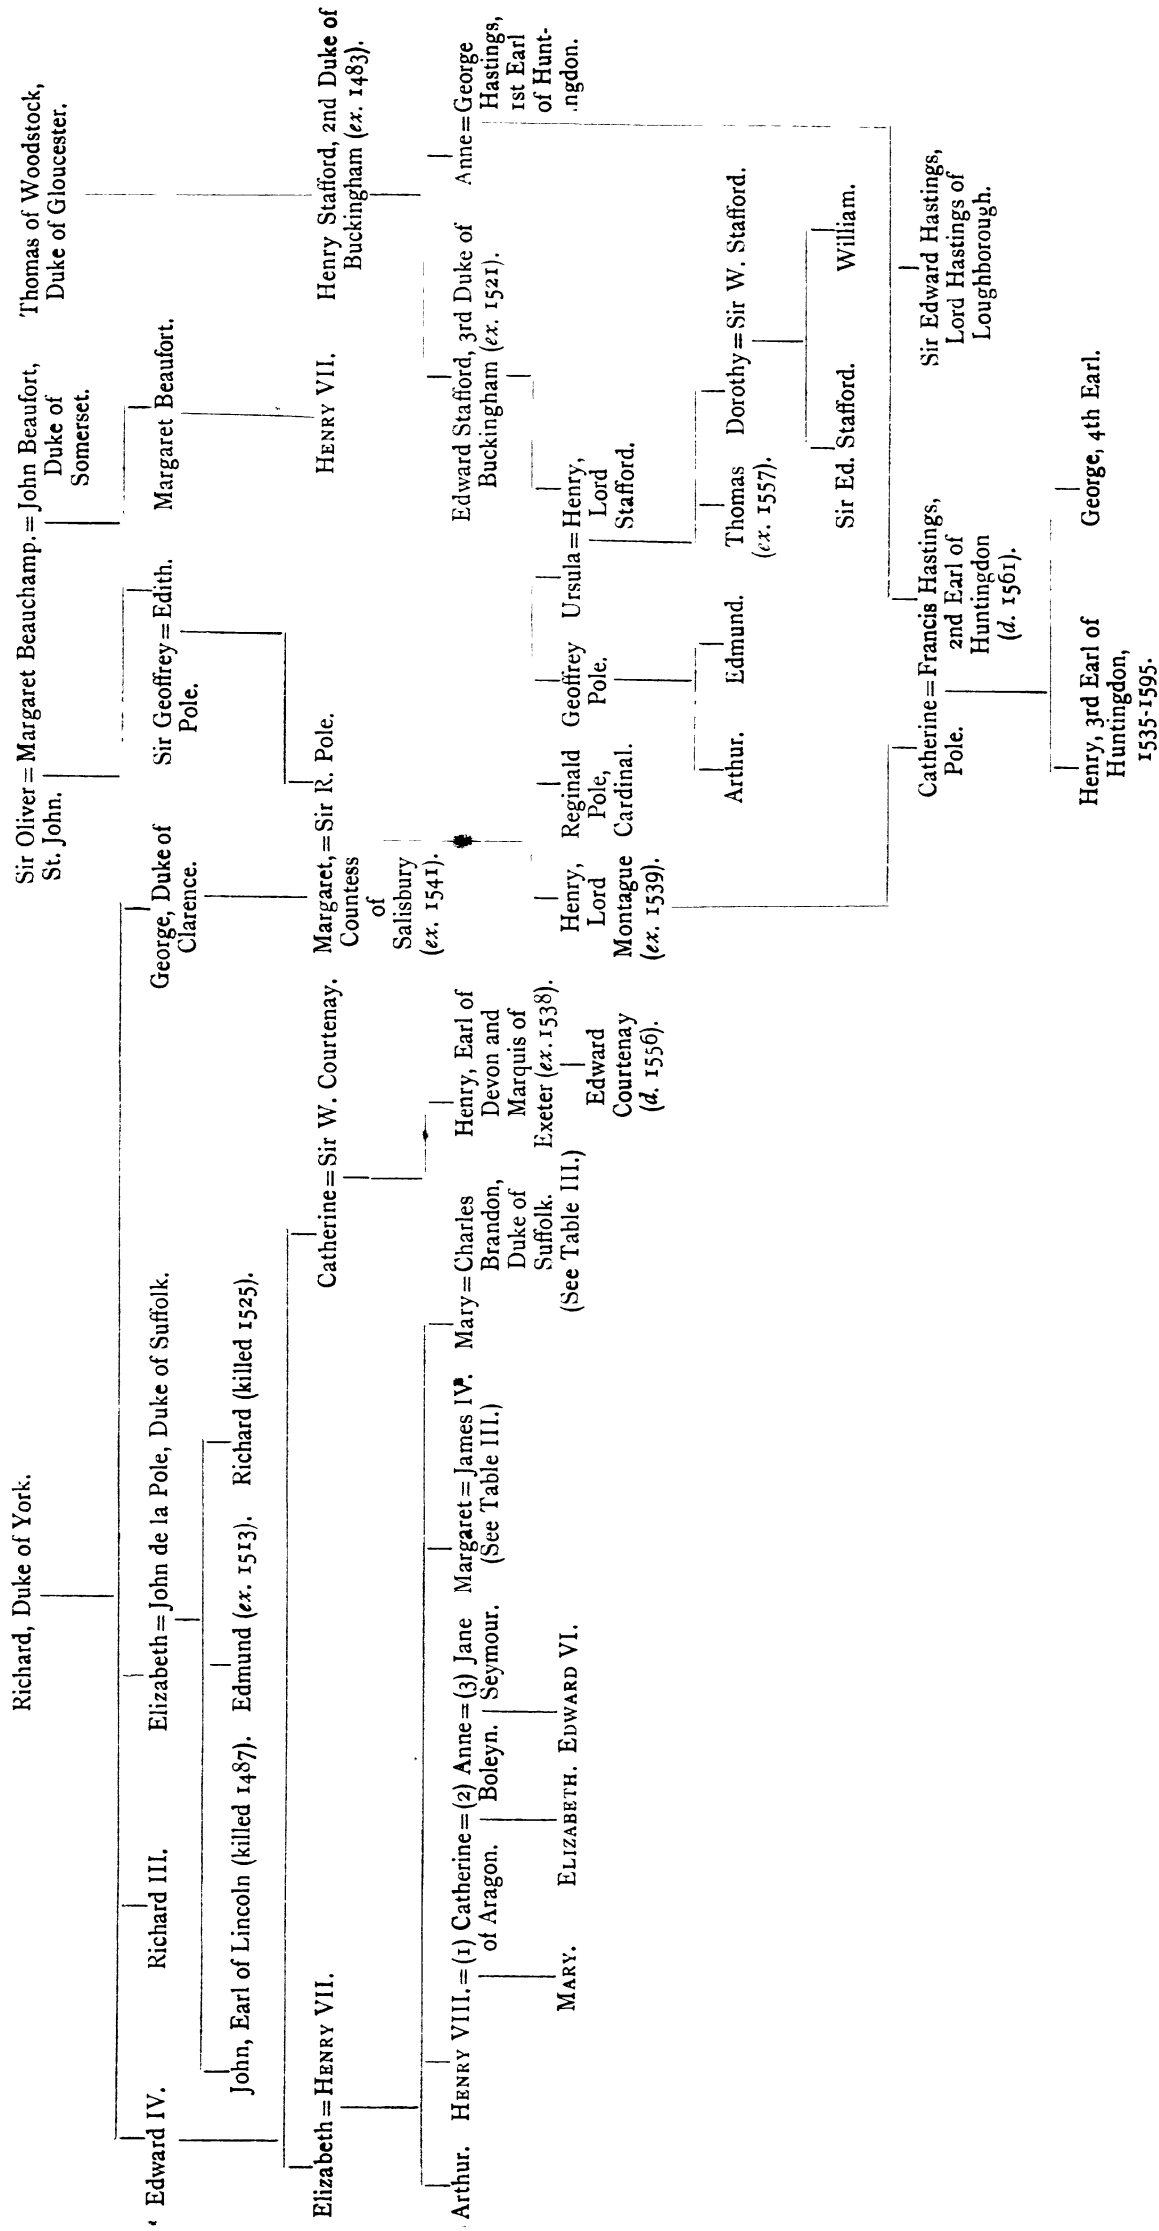 Richard, Duke of York.
Sir Oliver = Margaret Beauchamp. = John Beaufort,
St. John.
Duke of
Somerset.
Thomas of Woodstock,
Duke of Gloucester.
Edward IV.
Richard III.
Elizabeth = John de la Pole, Duke of Suffolk.
George, Duke of
Clarence.
Sir Geoffrey = Edith.
Pole.
Margaret Beaufort.
John, Earl of Lincoln (killed 1487).
Edmund (ex. 1513).
Richard (killed 1525).
Elizabeth = HENRY VII.
Catherine = Sir W. Courtenay.
Margaret, = Sir R. Pole.
Countess
of
Salisbury
(ex. 1541).
HENRY VII.
Henry Stafford, 2nd Duke of
Buckingham (ex. 1483).
Arthur.
HENRY VIII. = (1) Catherine = (2) Anne = (3) Jane
of Aragon.
Boleyn.
Seymour.
Margaret = James IV.
(See Table III.)
Mary = Charles
Brandon,
Duke of
Suffolk.
(See Table III.)
Henry, Earl of
Devon and
Marquis of
Exeter (ex. 1538).
Edward Stafford, 3rd Duke of
Buckingham (ex. 1521).
Anne = George
Hastings,
1st Earl
of Hunt-
ngdon.
MARY.
ELIZABETH.
EDWARD VI.
Edward
Courtenay
(d. 1556).
Henry,
Lord
Montague
(ex. 1539).
Reginald
Pole,
Cardinal.
Geoffrey
Pole.
Ursula = Henry,
Lord
Stafford.
Arthur.
Edmund.
Thomas
(ex. 1557).
Dorothy = Sir W. Stafford.
Sir Ed. Stafford.
William.
Catherine = Francis Hastings,
Pole.
2nd Earl of
Huntingdon
(d. 1561).
Sir Edward Hastings,
Lord Hastings of
Loughborough.
Henry, 3rd Earl of
Huntingdon,
1535-1595.
George, 4th Earl.